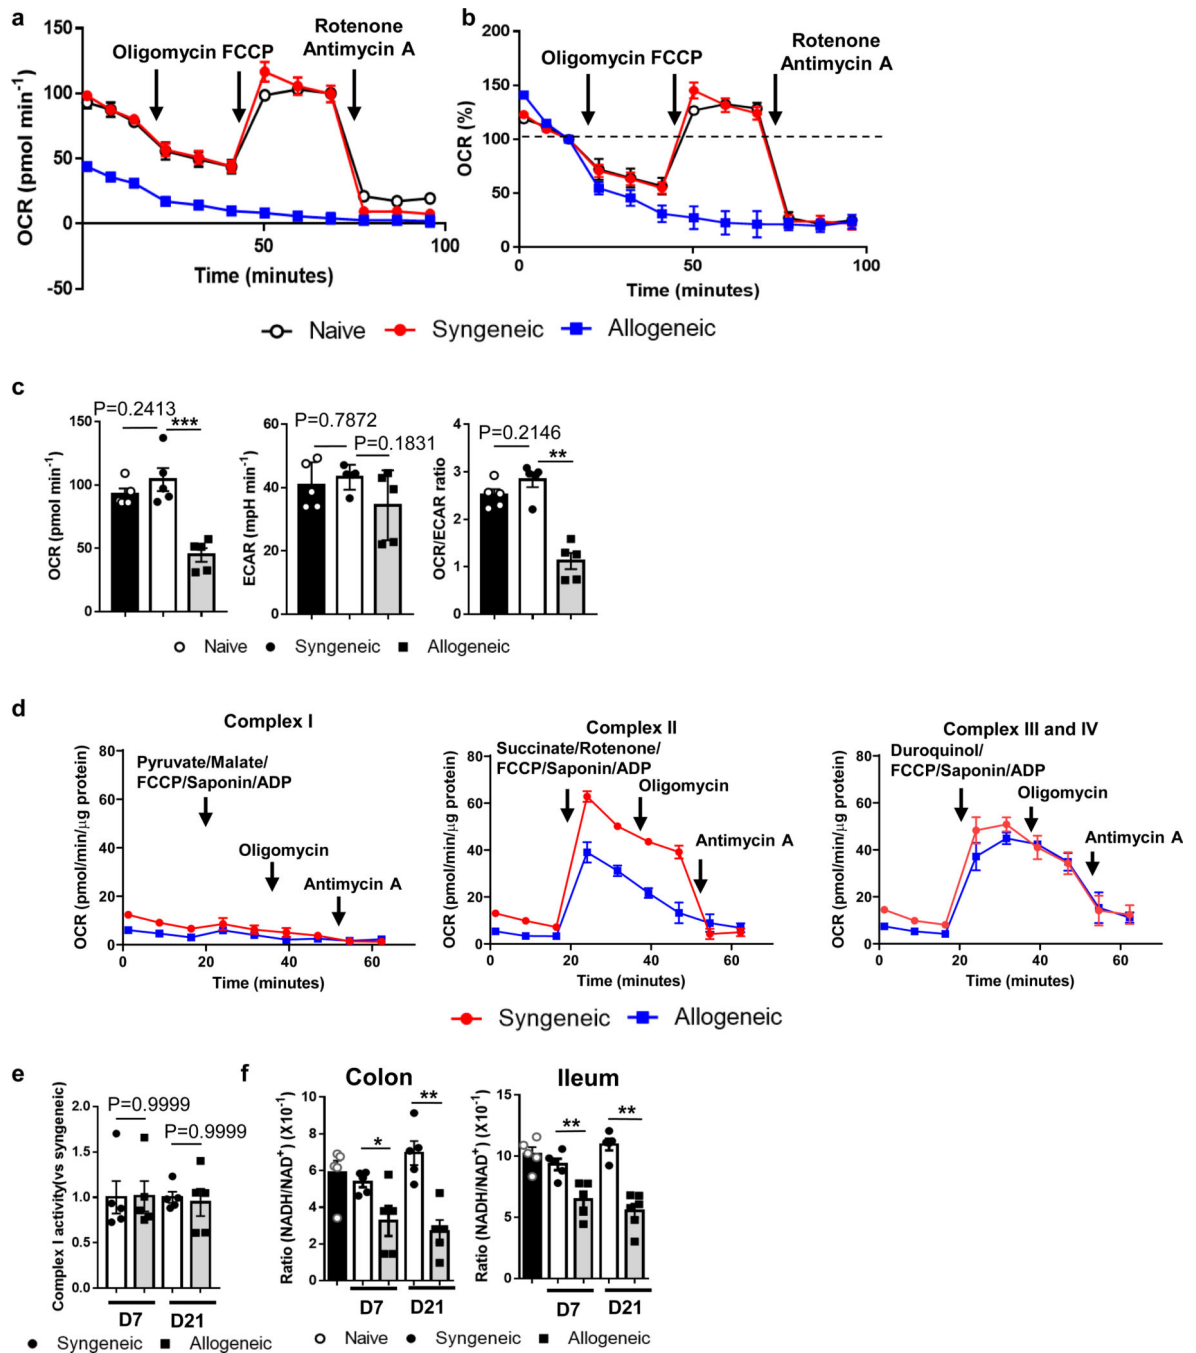 a
150
100
50
0
-50
OCR (pmol min-1)
Oligomycin FCCP
Rotenone
Antimycin A
50
100
Time (minutes)
b
200
150
100
50
0
OCR (%)
Oligomycin FCCP
Rotenone
Antimycin A
0
50
100
Time (minutes)
Naive
Syngeneic
Allogeneic
c
P=0.2413
***
150
100
50
0
OCR (pmol min-1)
P=0.7872
P=0.1831
60
40
20
0
ECAR (mpH min-1)
P=0.2146
**
4
3
2
1
0
OCR/ECAR ratio
Naive
Syngeneic
Allogeneic
d
Complex I
80
60
40
20
0
OCR (pmol/min/µg protein)
Pyruvate/Malate/
FCCP/Saponin/ADP
Oligomycin
Antimycin A
0
20
40
60
Time (minutes)
Complex II
Succinate/Rotenone/
FCCP/Saponin/ADP
80
60
40
20
0
OCR (pmol/min/µg protein)
Oligomycin
Antimycin A
0
20
40
60
Time (minutes)
Complex III and IV
Duroquinol/
FCCP/Saponin/ADP
80
60
40
20
0
OCR (pmol/min/µg protein)
Oligomycin
Antimycin A
0
20
40
60
Time (minutes)
Syngeneic
Allogeneic
e
2.0
1.5
1.0
0.5
0.0
Complex I activity(vs syngeneic)
P=0.9999
P=0.9999
D7
D21
Syngeneic
Allogeneic
f
Colon
10
8
6
4
2
0
Ratio (NADH/NAD+) (X10-1)
*
**
D7
D21
Ileum
15
10
5
0
Ratio (NADH/NAD+) (X10-1)
**
**
D7
D21
Naive
Syngeneic
Allogeneic